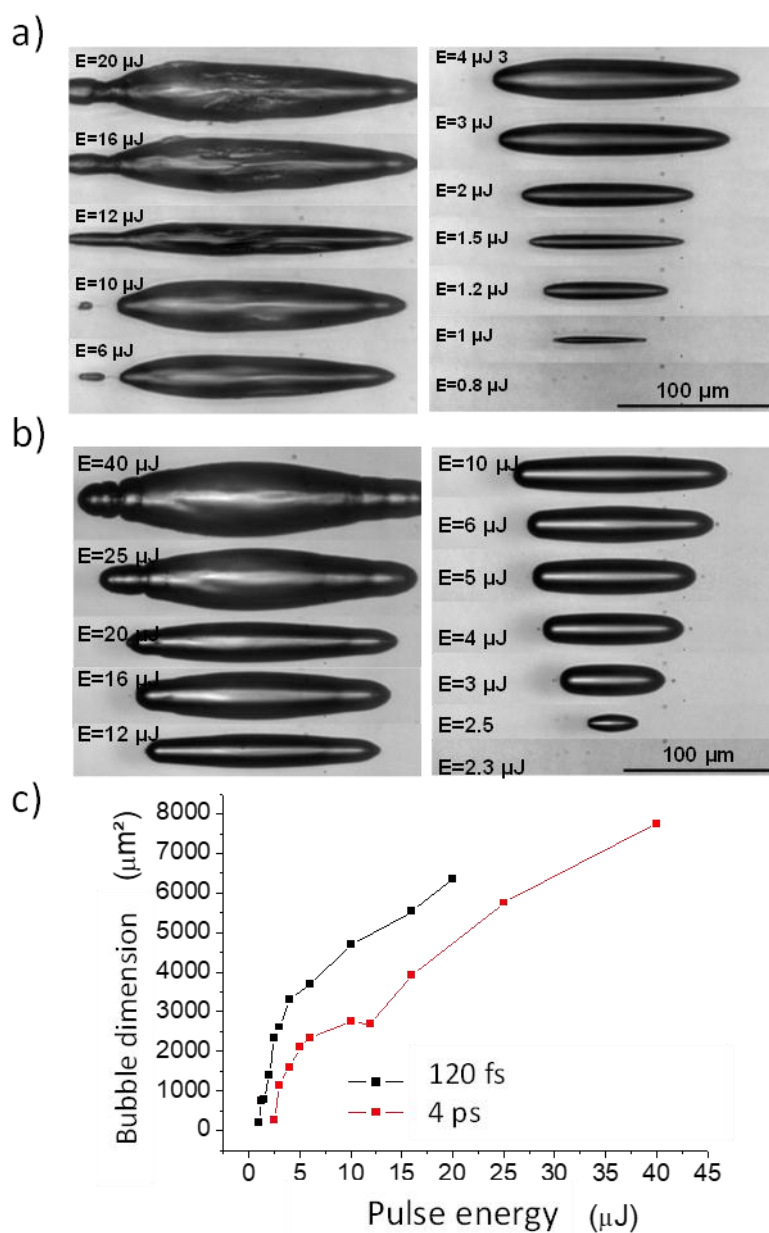 a)
E=20 µJ
E=16 µJ
E=12 µJ
E=10 µJ
E=6 µJ
E=4 µJ 3
E=3 µJ
E=2 µJ
E=1.5 µJ
E=1.2 µJ
E=1 µJ
E=0.8 µJ
100 µm
b)
E=40 µJ
E=25 µJ
E=20 µJ
E=16 µJ
E=12 µJ
E=10 µJ
E=6 µJ
E=5 µJ
E=4 µJ
E=3 µJ
E=2.5
E=2.3 µJ
100 µm
c)
Bubble dimension (µm²)
8000
7000
6000
5000
4000
3000
2000
1000
0
120 fs
4 ps
0 5 10 15 20 25 30 35 40 45
Pulse energy (µJ)